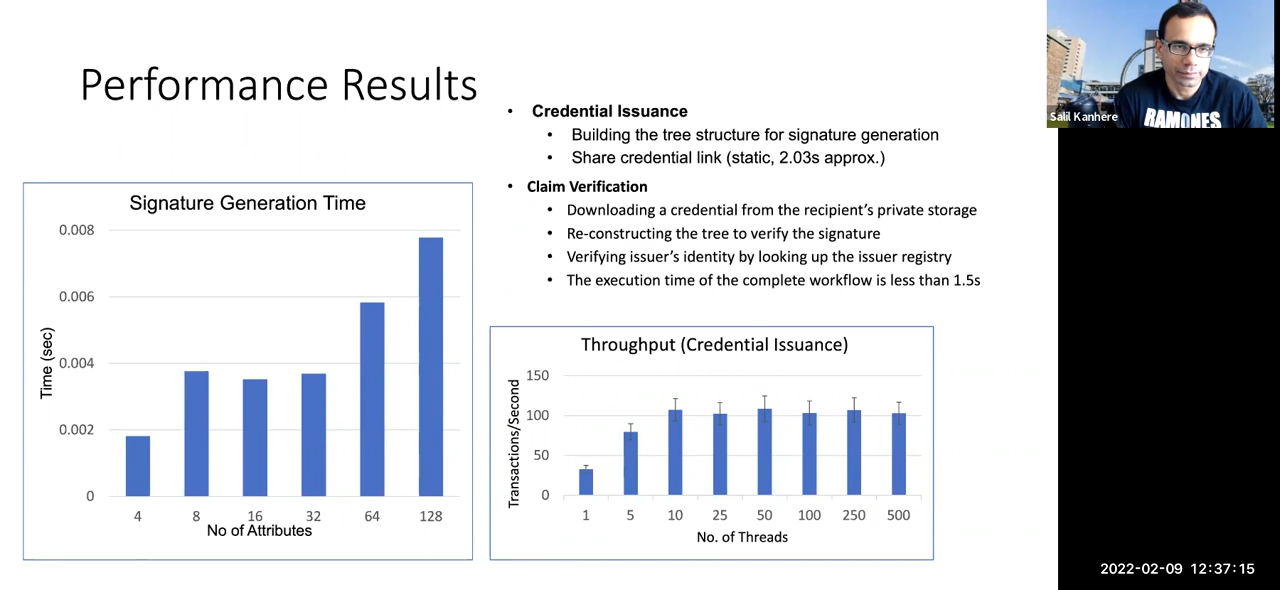 Performance Results
• Credential Issuance
• Building the tree structure for signature generation
• Share credential link (static, 2.03s approx.)
• Claim Verification
• Downloading a credential from the recipient's private storage
• Re-constructing the tree to verify the signature
• Verifying issuer's identity by looking up the issuer registry
• The execution time of the complete workflow is less than 1.5s
Signature Generation Time
Time (sec)
0.008
0.006
0.004
0.002
0
4 8 16 32 64 128
No of Attributes
Throughput (Credential Issuance)
Transactions/Second
150
100
50
0
1 5 10 25 50 100 250 500
No. of Threads
Salil Kanhere
RAMONES
2022-02-09 12:37:15